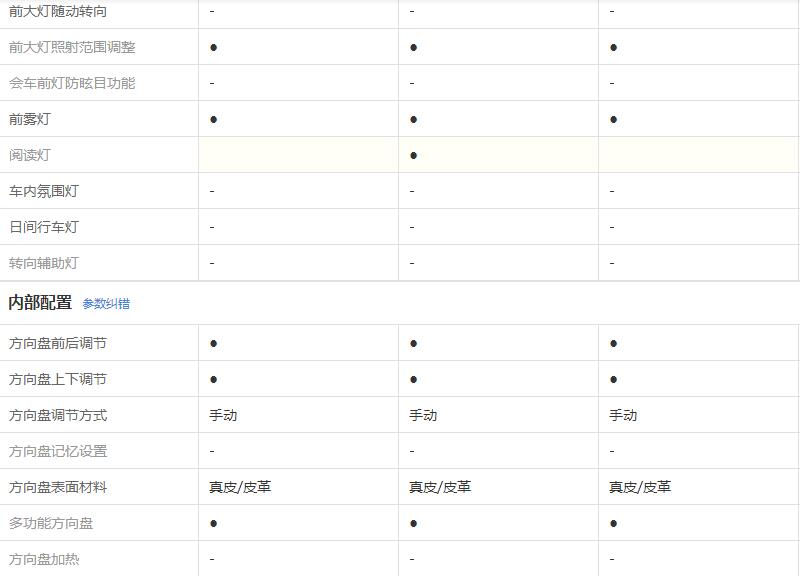 前大灯随动转向 - - -
前大灯照射范围调整 ● ● ●
会车前灯防眩目功能 - - -
前雾灯 ● ● ●
阅读灯 ●
车内氛围灯 - - -
日间行车灯 - - -
转向辅助灯 - - -
内部配置 参数纠错
方向盘前后调节 ● ● ●
方向盘上下调节 ● ● ●
方向盘调节方式 手动 手动 手动
方向盘记忆设置 - - -
方向盘表面材料 真皮/皮革 真皮/皮革 真皮/皮革
多功能方向盘 ● ● ●
方向盘加热 - - -